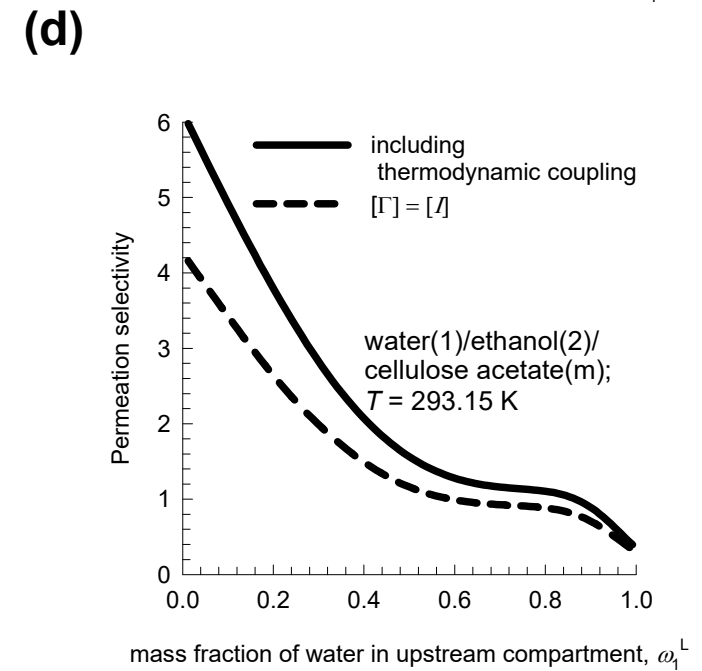 (d)
6
5
4
3
2
1
0
Permeation selectivity
including
thermodynamic coupling
[Γ] = [I]
water(1)/ethanol(2)/
cellulose acetate(m);
T = 293.15 K
0.0 0.2 0.4 0.6 0.8 1.0
mass fraction of water in upstream compartment, ω₁ᴸ